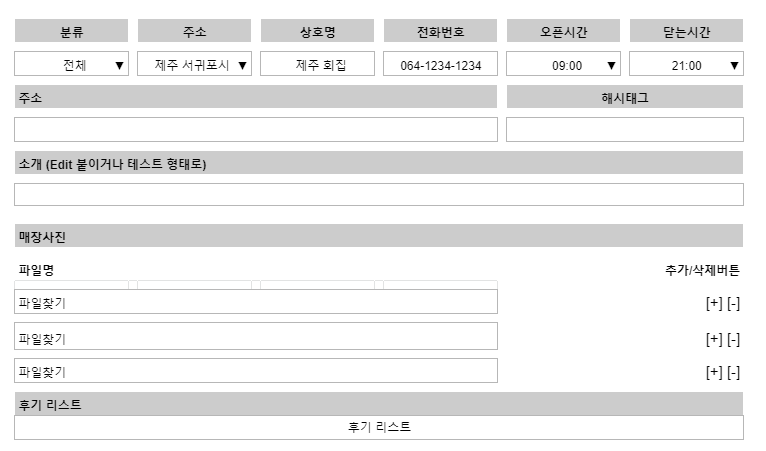 분류 주소 상호명 전화번호 오픈시간 닫는시간
전체 ▼ 제주 서귀포시 ▼ 제주 회집 064-1234-1234 09:00 ▼ 21:00 ▼
주소 해시태그
소개 (Edit 붙이거나 테스트 형태로)
매장사진
파일명 추가/삭제버튼
파일찾기 [+] [-]
파일찾기 [+] [-]
파일찾기 [+] [-]
후기 리스트
후기 리스트